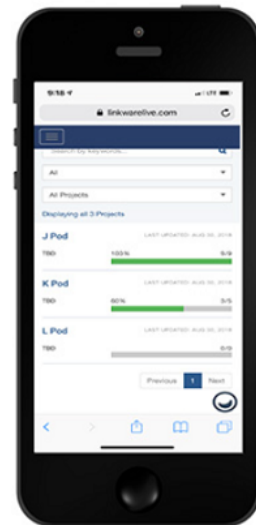 9:18
LTE
linkwarelive.com
Search by keywords...
All
All Projects
Displaying all 3 Projects
J Pod LAST UPDATED: AUG 30, 2018
TBD 100% 9/9
K Pod LAST UPDATED: AUG 30, 2018
TBD 60% 3/5
L Pod LAST UPDATED: AUG 30, 2018
TBD 0/0
Previous 1 Next